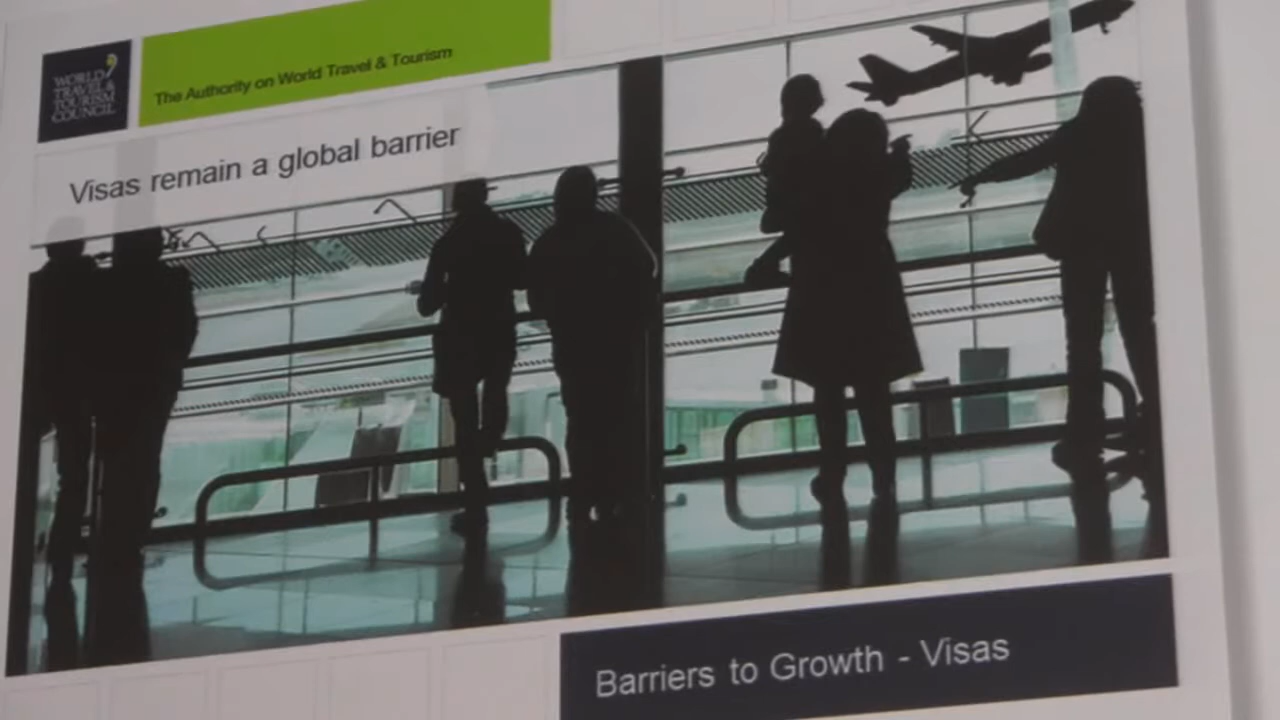 WORLD
TRAVEL &
TOURISM
COUNCIL
The Authority on World Travel & Tourism
Visas remain a global barrier
Barriers to Growth - Visas